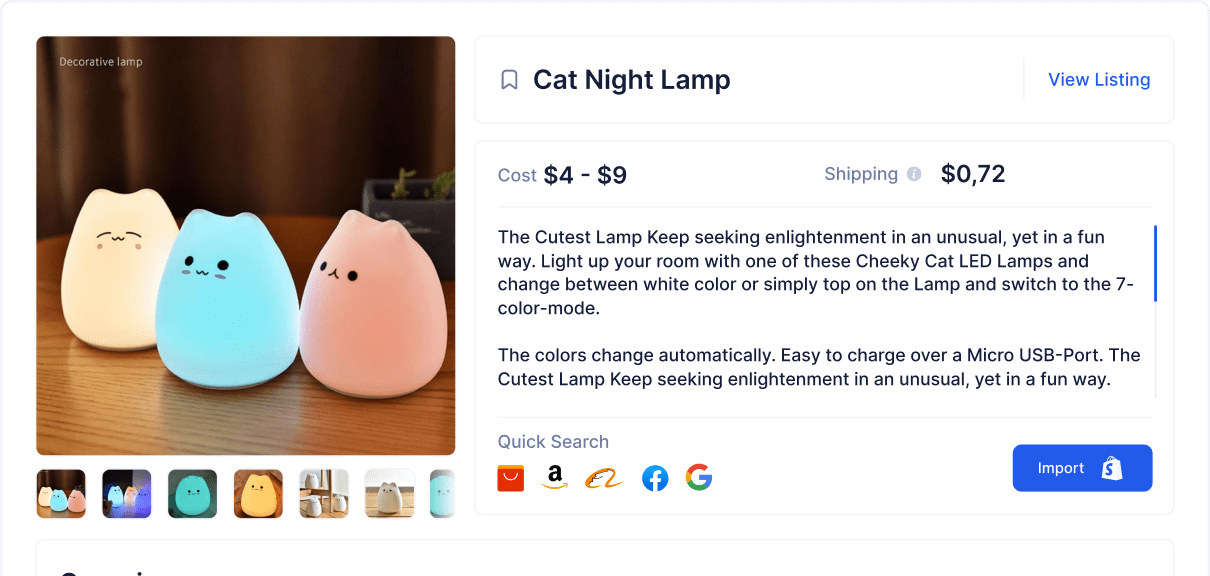 Decorative lamp
Cat Night Lamp
View Listing
Cost $4 - $9
Shipping $0,72
The Cutest Lamp Keep seeking enlightenment in an unusual, yet in a fun
way. Light up your room with one of these Cheeky Cat LED Lamps and
change between white color or simply top on the Lamp and switch to the 7-
color-mode.
The colors change automatically. Easy to charge over a Micro USB-Port. The
Cutest Lamp Keep seeking enlightenment in an unusual, yet in a fun way.
Quick Search
Import